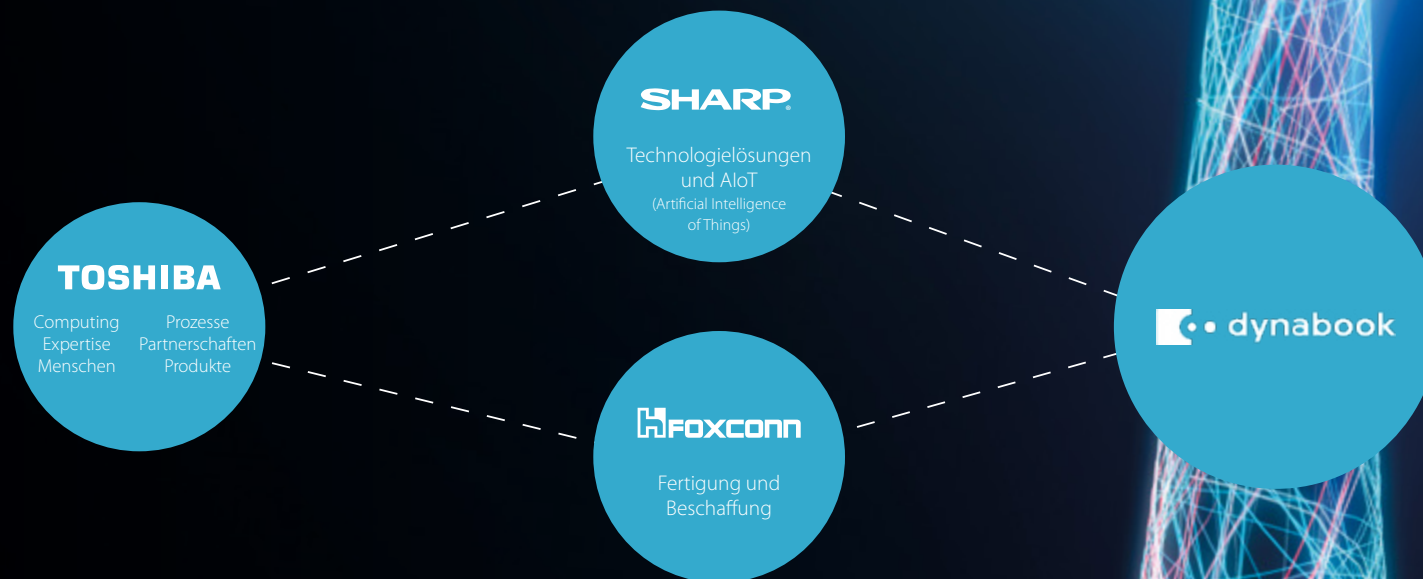 SHARP
Technologielösungen
und AIoT
(Artificial Intelligence
of Things)
TOSHIBA
Computing
Expertise
Menschen
Prozesse
Partnerschaften
Produkte
dynabook
FOXCONN
Fertigung und
Beschaffung